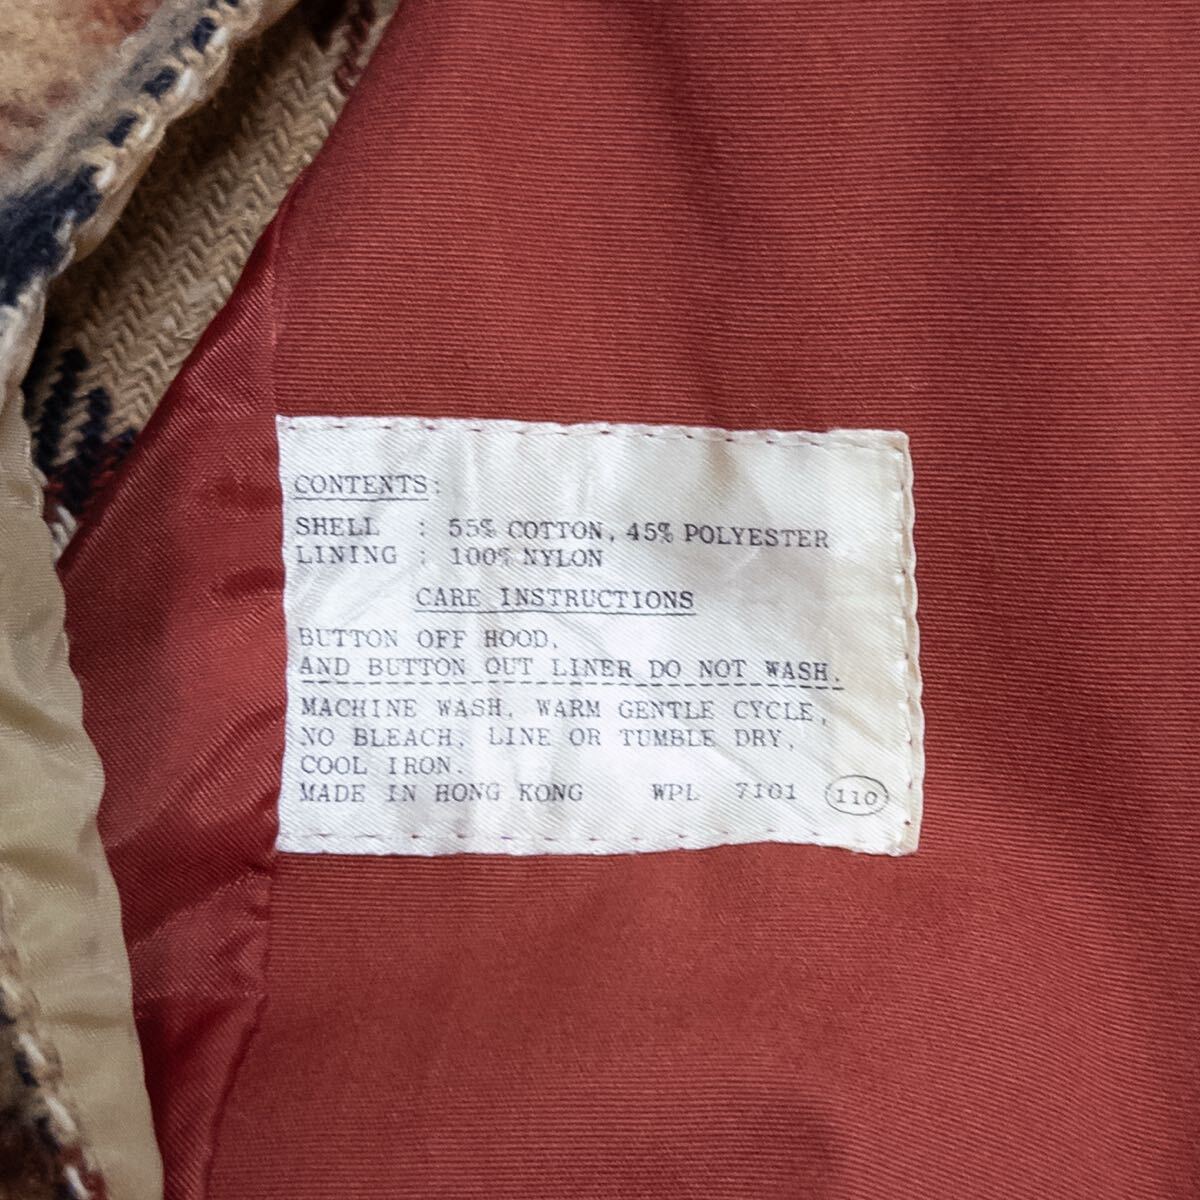 CONTENTS:
SHELL : 55% COTTON, 45% POLYESTER
LINING : 100% NYLON
CARE INSTRUCTIONS
BUTTON OFF HOOD,
AND BUTTON OUT LINER DO NOT WASH.
MACHINE WASH, WARM GENTLE CYCLE,
NO BLEACH, LINE OR TUMBLE DRY,
COOL IRON.
MADE IN HONG KONG WPL 7101 110